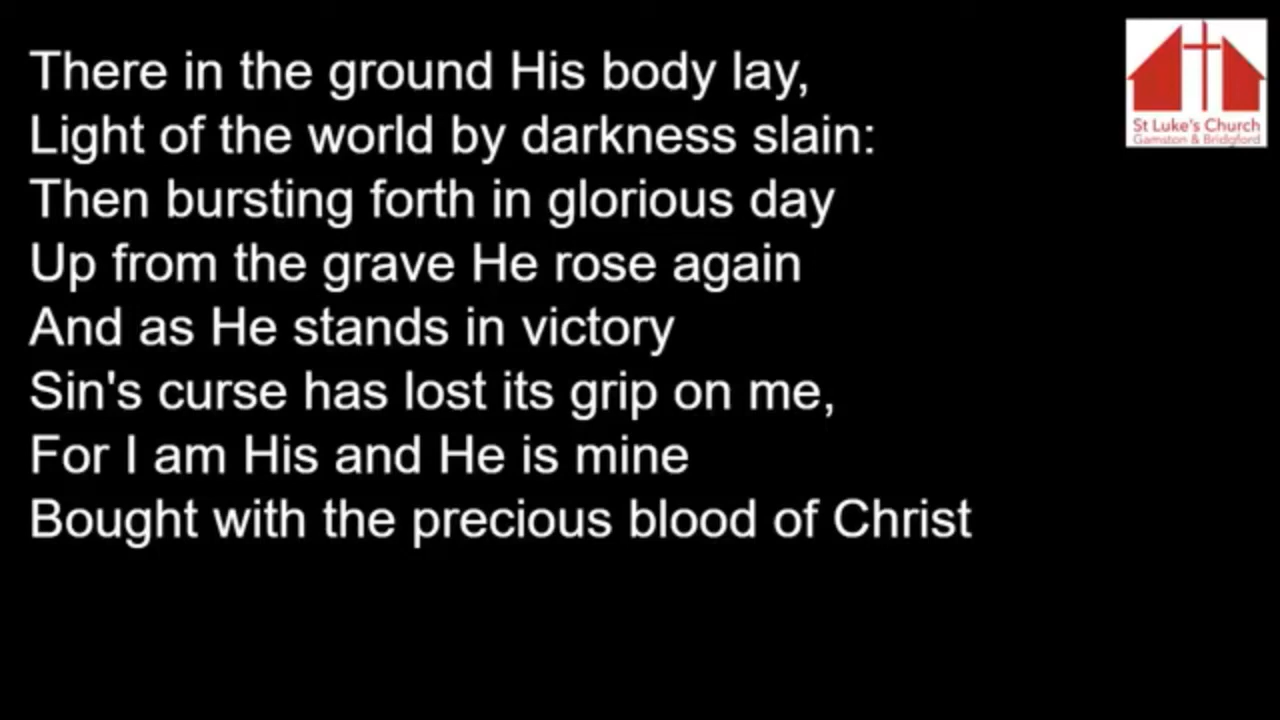 There in the ground His body lay,
Light of the world by darkness slain:
Then bursting forth in glorious day
Up from the grave He rose again
And as He stands in victory
Sin's curse has lost its grip on me,
For I am His and He is mine
Bought with the precious blood of Christ
St Luke's Church
Gamston & Bridgford